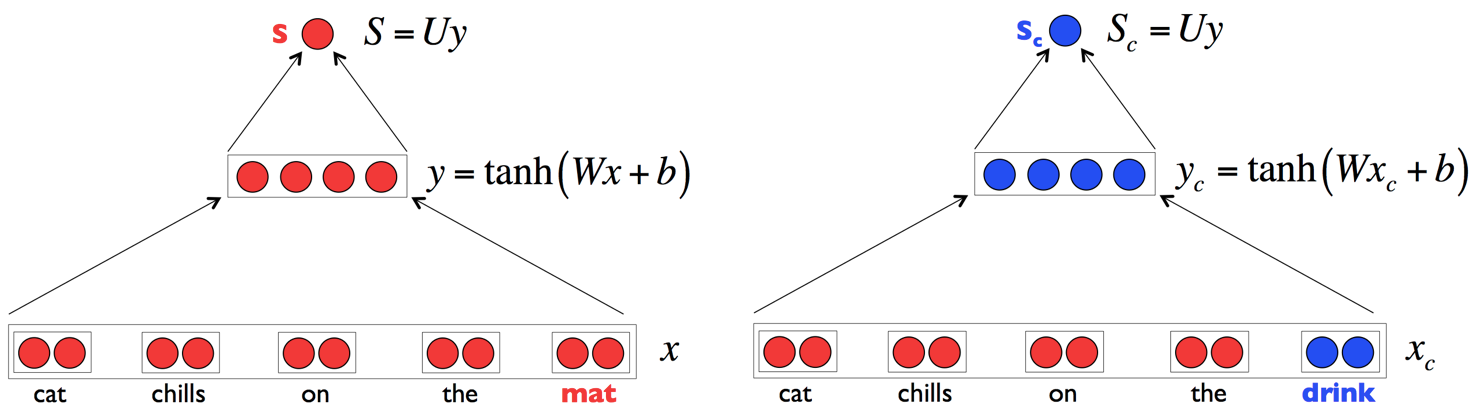 s S = Uy
y = tanh(Wx + b)
x
cat chills on the mat
s_c S_c = Uy
y_c = tanh(Wx_c + b)
x_c
cat chills on the drink